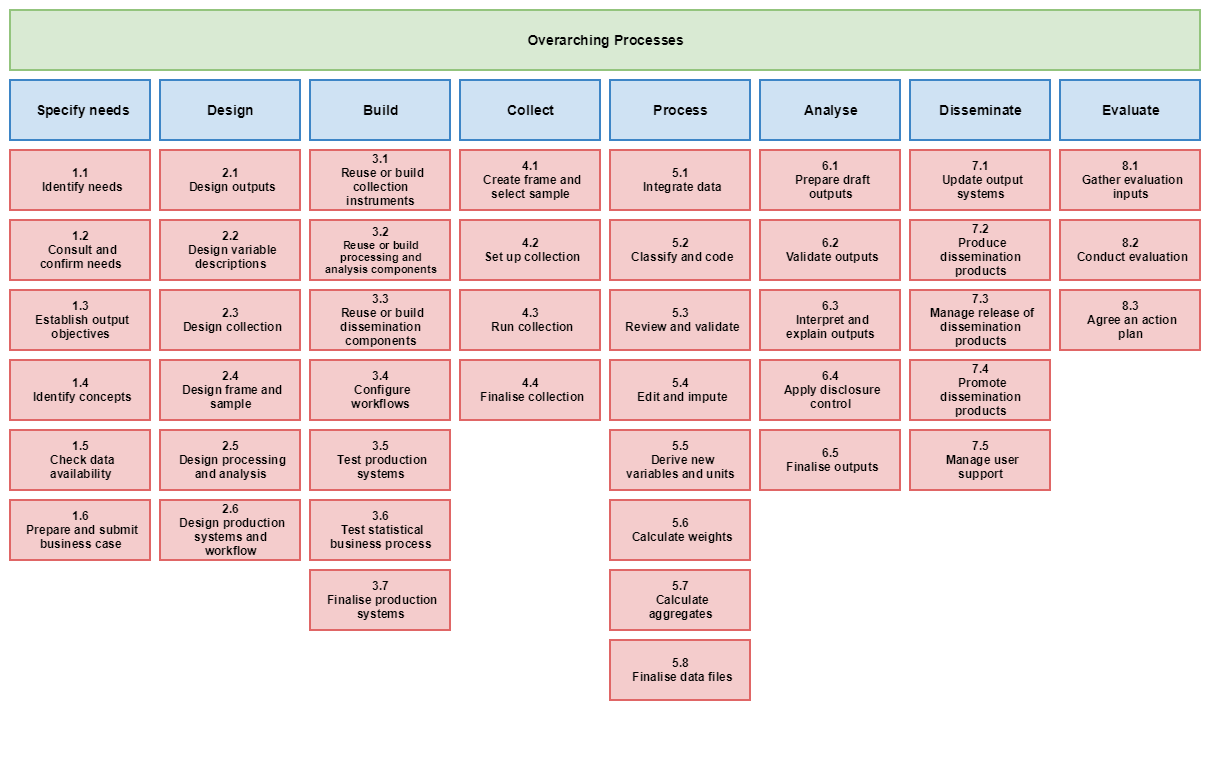 Overarching Processes
Specify needs
Design
Build
Collect
Process
Analyse
Disseminate
Evaluate
1.1
Identify needs
2.1
Design outputs
3.1
Reuse or build
collection
instruments
4.1
Create frame and
select sample
5.1
Integrate data
6.1
Prepare draft
outputs
7.1
Update output
systems
8.1
Gather evaluation
inputs
1.2
Consult and
confirm needs
2.2
Design variable
descriptions
3.2
Reuse or build
processing and
analysis components
4.2
Set up collection
5.2
Classify and code
6.2
Validate outputs
7.2
Produce
dissemination
products
8.2
Conduct evaluation
1.3
Establish output
objectives
2.3
Design collection
3.3
Reuse or build
dissemination
components
4.3
Run collection
5.3
Review and validate
6.3
Interpret and
explain outputs
7.3
Manage release of
dissemination
products
8.3
Agree an action
plan
1.4
Identify concepts
2.4
Design frame and
sample
3.4
Configure
workflows
4.4
Finalise collection
5.4
Edit and impute
6.4
Apply disclosure
control
7.4
Promote
dissemination
products
1.5
Check data
availability
2.5
Design processing
and analysis
3.5
Test production
systems
5.5
Derive new
variables and units
6.5
Finalise outputs
7.5
Manage user
support
1.6
Prepare and submit
business case
2.6
Design production
systems and
workflow
3.6
Test statistical
business process
5.6
Calculate weights
3.7
Finalise production
systems
5.7
Calculate
aggregates
5.8
Finalise data files